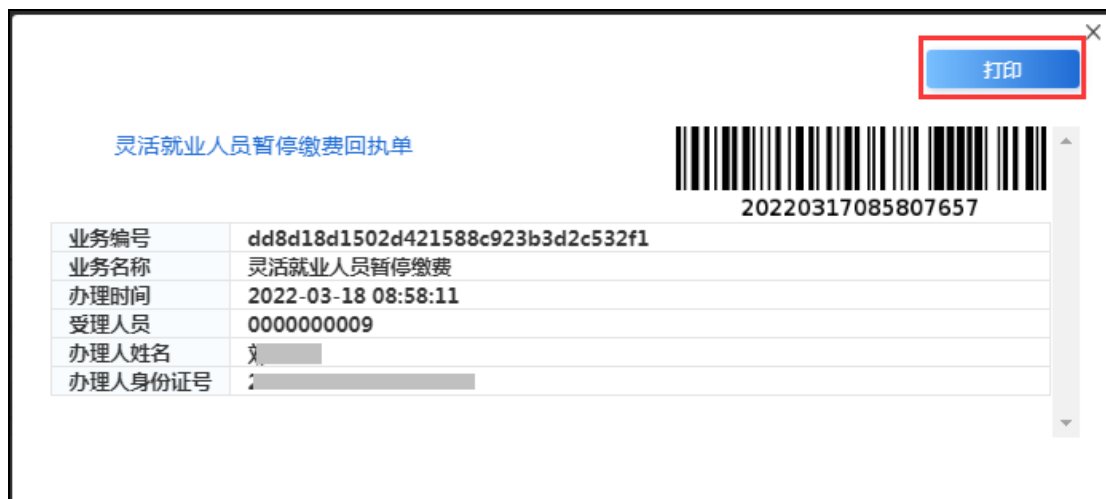 打印
灵活就业人员暂停缴费回执单
20220317085807657
业务编号 dd8d18d1502d421588c923b3d2c532f1
业务名称 灵活就业人员暂停缴费
办理时间 2022-03-18 08:58:11
受理人员 0000000009
办理人姓名
办理人身份证号